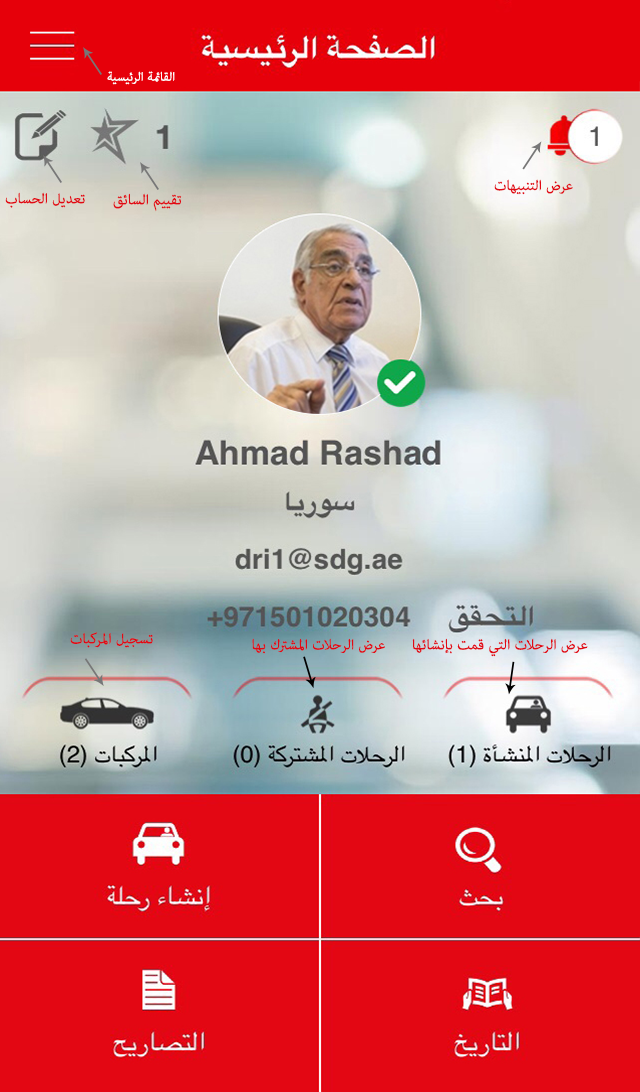 الصفحة الرئيسية
القائمة الرئيسية
1
1
عرض التنبيهات
تقييم السائق
تعديل الحساب
Ahmad Rashad
سوريا
dri1@sdg.ae
+971501020304
التحقق
عرض الرحلات التي قمت بإنشائها
عرض الرحلات المشترك بها
تسجيل المركبات
الرحلات المنشأة (1)
الرحلات المشتركة (0)
المركبات (2)
بحث
إنشاء رحلة
التاريخ
التصاريح